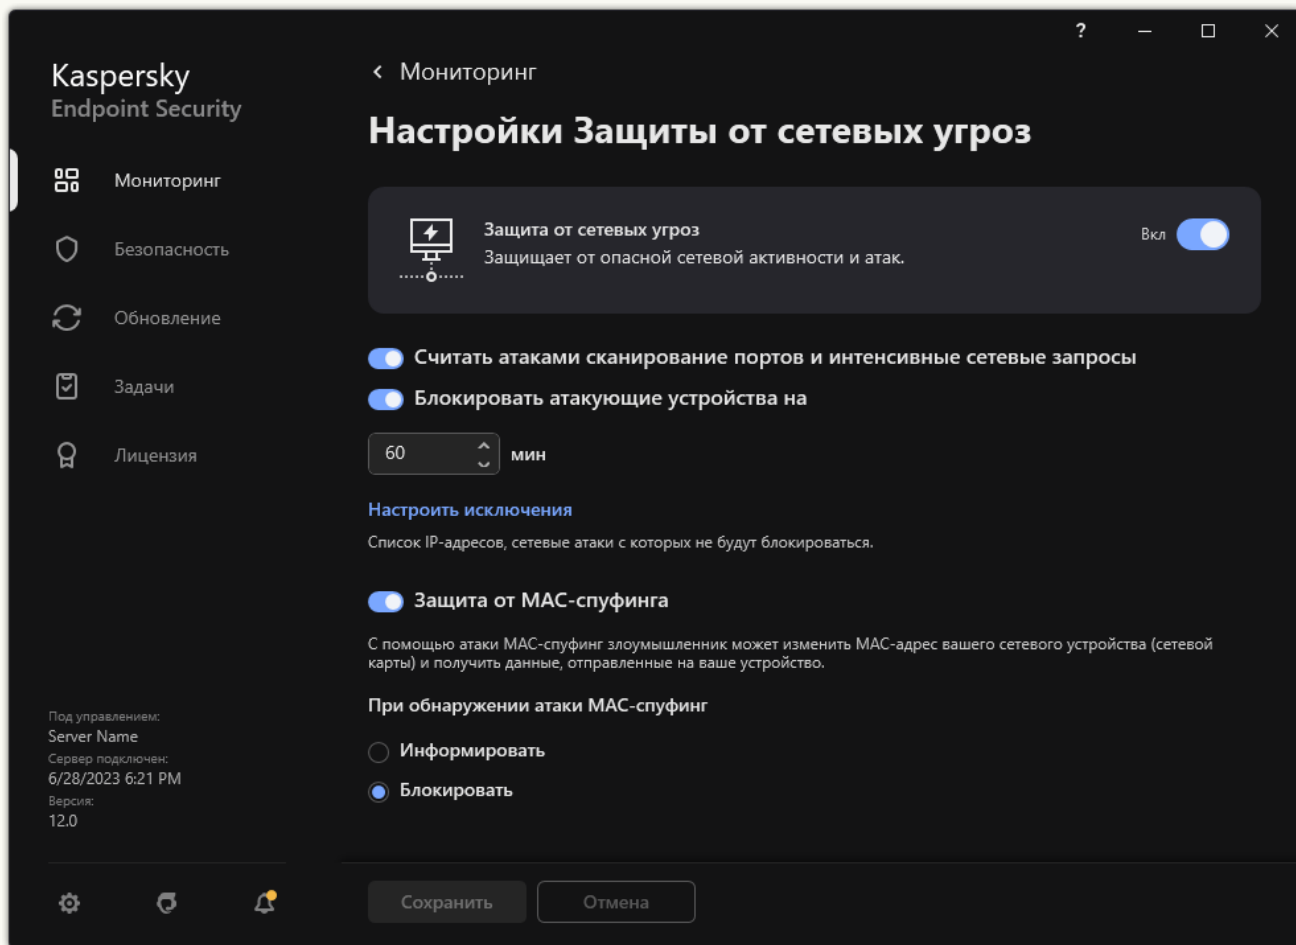 ?
Kaspersky
Endpoint Security
Мониторинг
Безопасность
Обновление
Задачи
Лицензия
Под управлением:
Server Name
Сервер подключен:
6/28/2023 6:21 PM
Версия:
12.0
Мониторинг
Настройки Защиты от сетевых угроз
Защита от сетевых угроз
Защищает от опасной сетевой активности и атак.
Вкл
Считать атаками сканирование портов и интенсивные сетевые запросы
Блокировать атакующие устройства на
60 мин
Настроить исключения
Список IP-адресов, сетевые атаки с которых не будут блокироваться.
Защита от MAC-спуфинга
С помощью атаки MAC-спуфинг злоумышленник может изменить MAC-адрес вашего сетевого устройства (сетевой
карты) и получить данные, отправленные на ваше устройство.
При обнаружении атаки MAC-спуфинг
Информировать
Блокировать
Сохранить
Отмена